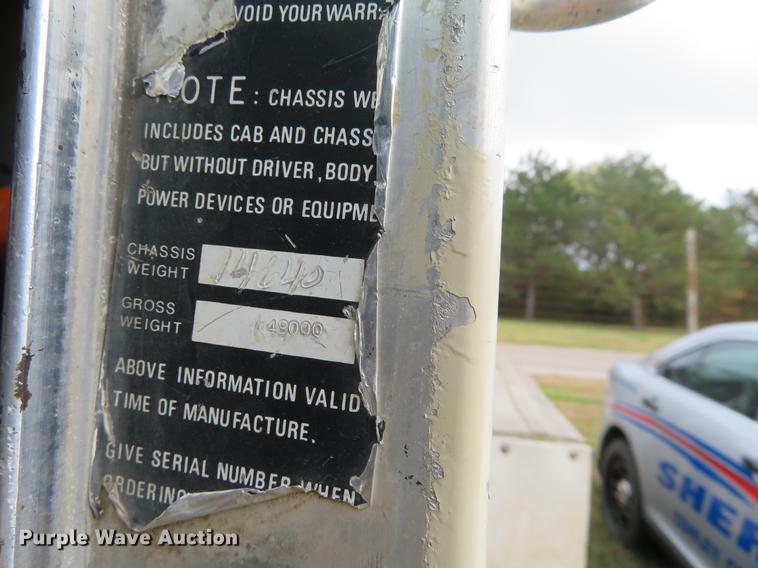 VOID YOUR WARR
NOTE: CHASSIS WE
INCLUDES CAB AND CHASS
BUT WITHOUT DRIVER, BODY
POWER DEVICES OR EQUIPME
CHASSIS
WEIGHT 14640
GROSS
WEIGHT 49000
ABOVE INFORMATION VALID
TIME OF MANUFACTURE.
GIVE SERIAL NUMBER WHEN
ORDERING
SHER
Purple Wave Auction